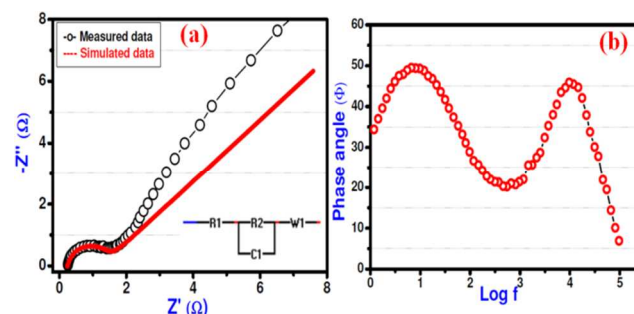 -8
-6
-4
-2
0
-Z'' (Ω)
0
2
4
6
8
Z' (Ω)
-o- Measured data
---- Simulated data
(a)
R1
R2
W1
C1
60
50
40
30
20
10
0
Phase angle (Φ)
0
1
2
3
4
5
Log f
(b)